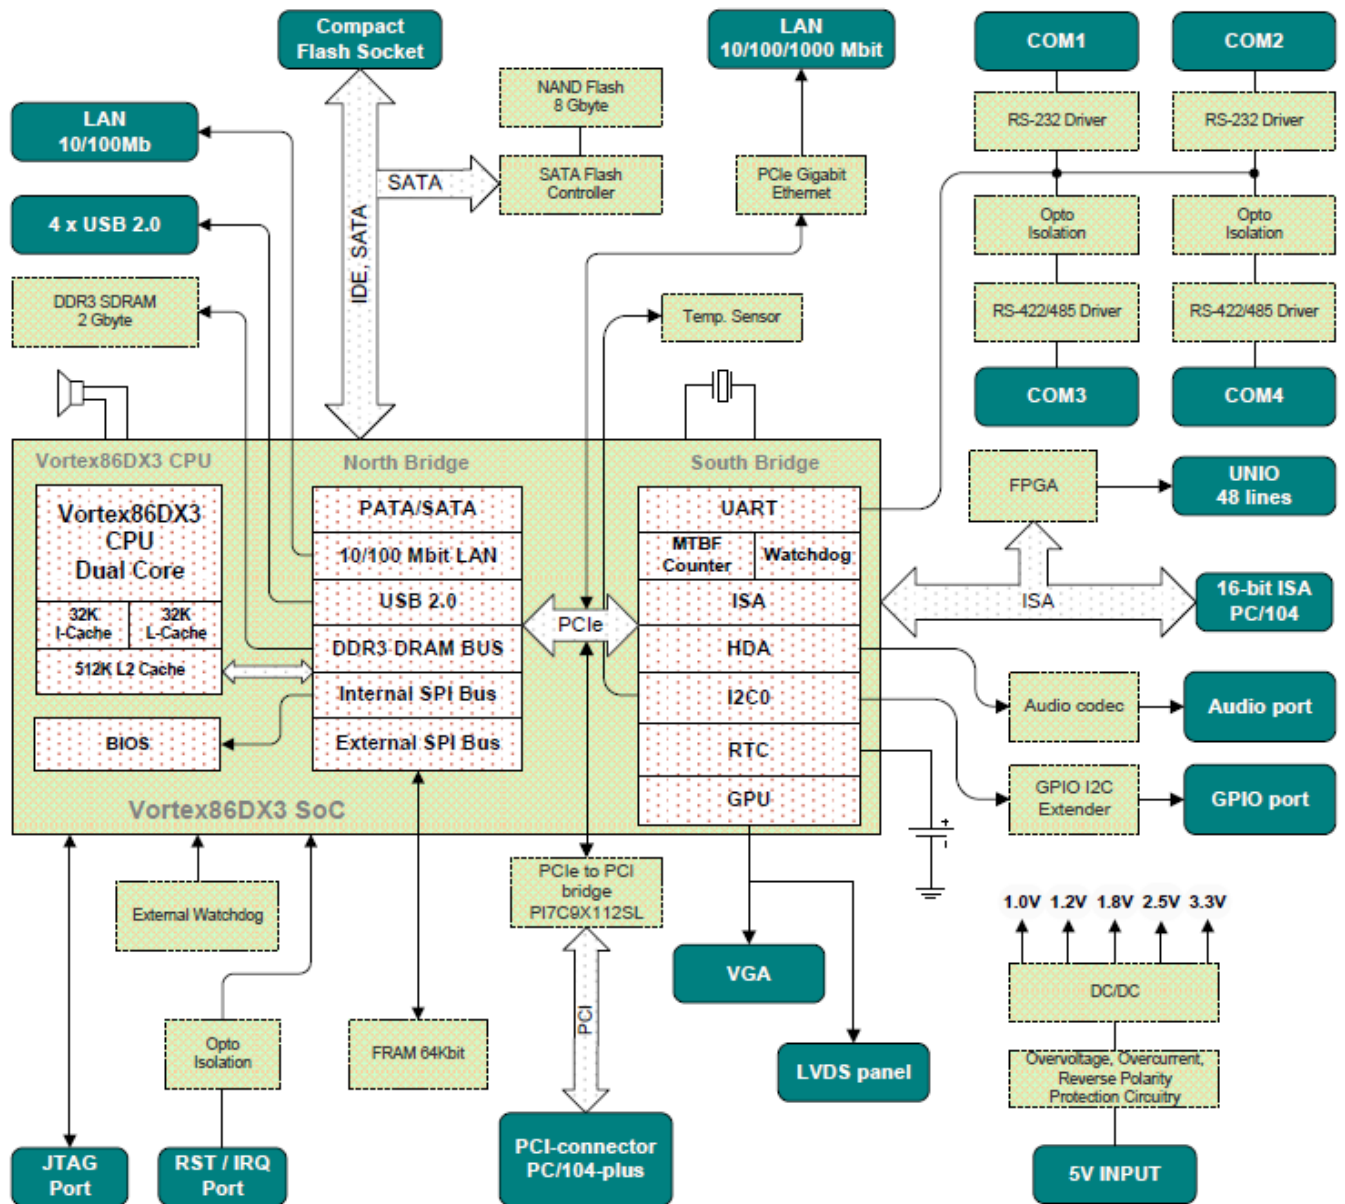 Compact
Flash Socket
LAN
10/100/1000 Mbit
COM1
COM2
NAND Flash
8 Gbyte
RS-232 Driver
RS-232 Driver
LAN
10/100Mb
SATA
SATA Flash
Controller
PCIe Gigabit
Ethernet
4 x USB 2.0
IDE, SATA
Opto
Isolation
Opto
Isolation
DDR3 SDRAM
2 Gbyte
Temp. Sensor
RS-422/485 Driver
RS-422/485 Driver
COM3
COM4
Vortex86DX3 CPU
North Bridge
South Bridge
Vortex86DX3
CPU
Dual Core
32K
I-Cache
32K
L-Cache
512K L2 Cache
BIOS
PATA/SATA
10/100 Mbit LAN
USB 2.0
DDR3 DRAM BUS
Internal SPI Bus
External SPI Bus
PCIe
UART
MTBF
Counter
Watchdog
ISA
HDA
I2C0
RTC
GPU
FPGA
UNIO
48 lines
ISA
16-bit ISA
PC/104
Audio codec
Audio port
GPIO I2C
Extender
GPIO port
Vortex86DX3 SoC
+
External Watchdog
PCIe to PCI
bridge
PI7C9X112SL
1.0V 1.2V 1.8V 2.5V 3.3V
VGA
DC/DC
Opto
Isolation
FRAM 64Kbit
PCI
LVDS panel
Overvoltage, Overcurrent,
Reverse Polarity
Protection Circuitry
JTAG
Port
RST / IRQ
Port
PCI-connector
PC/104-plus
5V INPUT